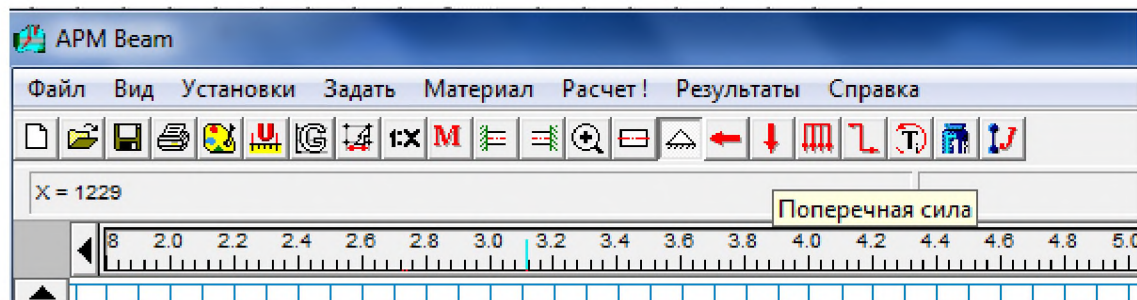 APM Beam
Файл Вид Установки Задать Материал Расчет ! Результаты Справка
U G 1:X M T J
X = 1229
Поперечная сила
8 2.0 2.2 2.4 2.6 2.8 3.0 3.2 3.4 3.6 3.8 4.0 4.2 4.4 4.6 4.8 5.0